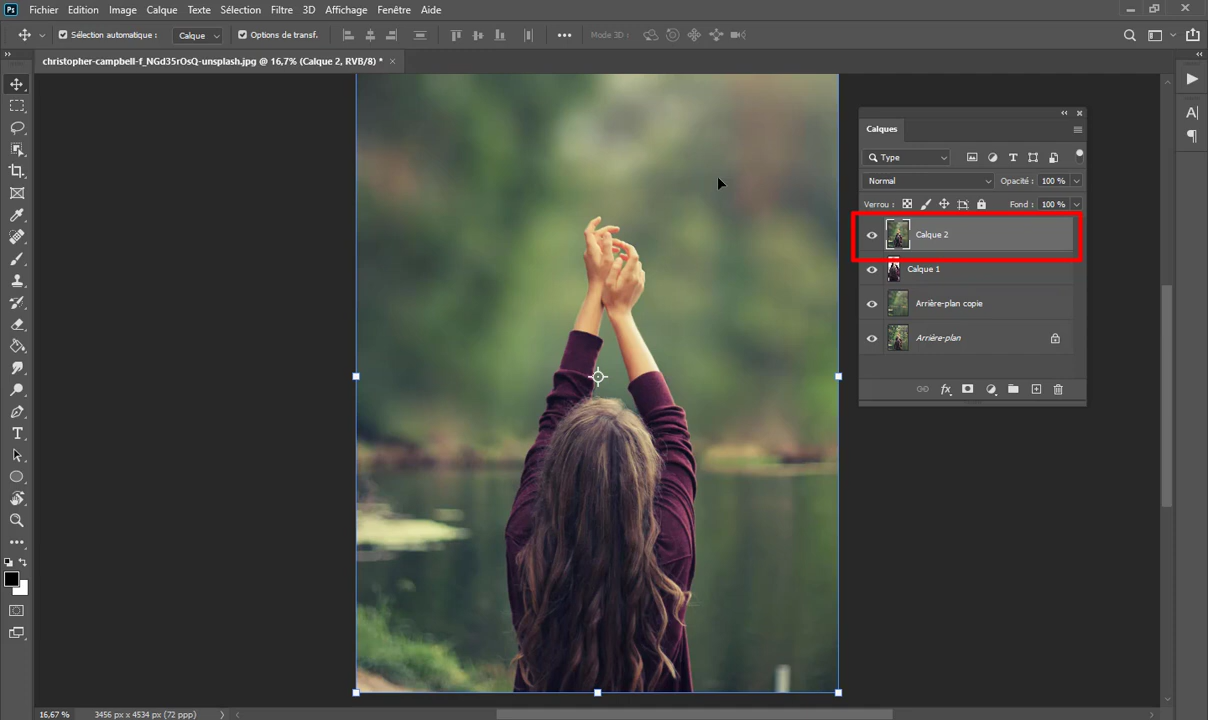 Ps Fichier Edition Image Calque Texte Sélection Filtre 3D Affichage Fenêtre Aide
Sélection automatique : Calque Options de transf. Mode 3D :
christopher-campbell-f_NGd35rOsQ-unsplash.jpg @ 16,7% (Calque 2, RVB/8) *
Calques
Type
Normal Opacité : 100 %
Verrou : Fond : 100 %
Calque 2
Calque 1
Arrière-plan copie
Arrière-plan
fx
16,67 % 3456 px x 4534 px (72 ppp)